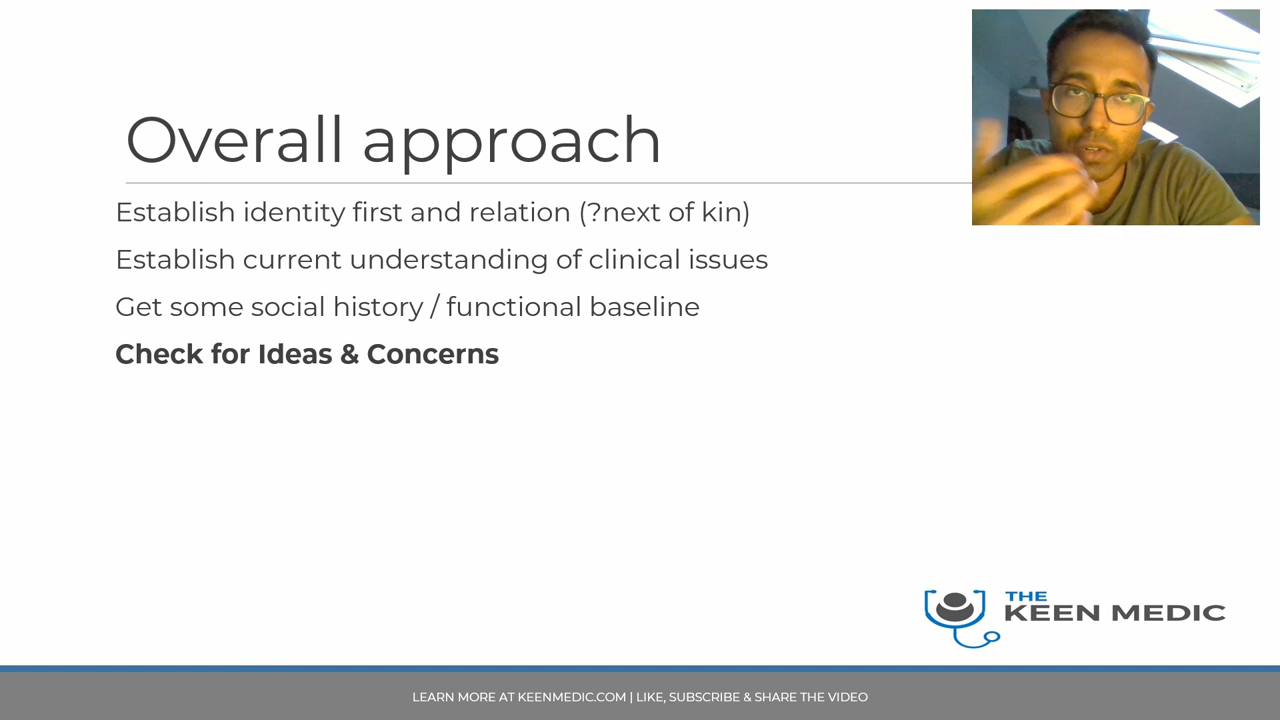 Overall approach
Establish identity first and relation (?next of kin)
Establish current understanding of clinical issues
Get some social history / functional baseline
Check for Ideas & Concerns
THE
KEEN MEDIC
LEARN MORE AT KEENMEDIC.COM | LIKE, SUBSCRIBE & SHARE THE VIDEO